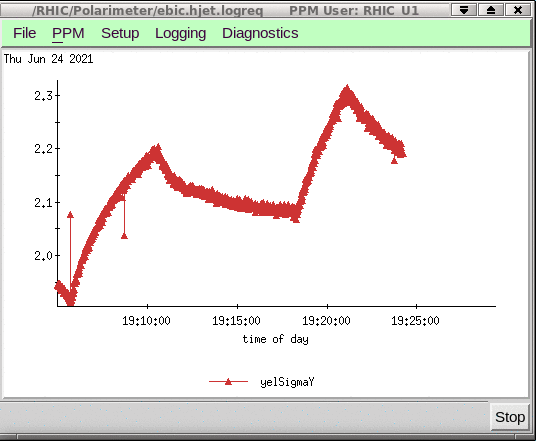 /RHIC/Polarimeter/ebic.hjet.logreq PPM User: RHIC_U1
File PPM Setup Logging Diagnostics
Thu Jun 24 2021
2.3
2.2
2.1
2.0
19:10:00 19:15:00 19:20:00 19:25:00
time of day
yelSigmaY
Stop